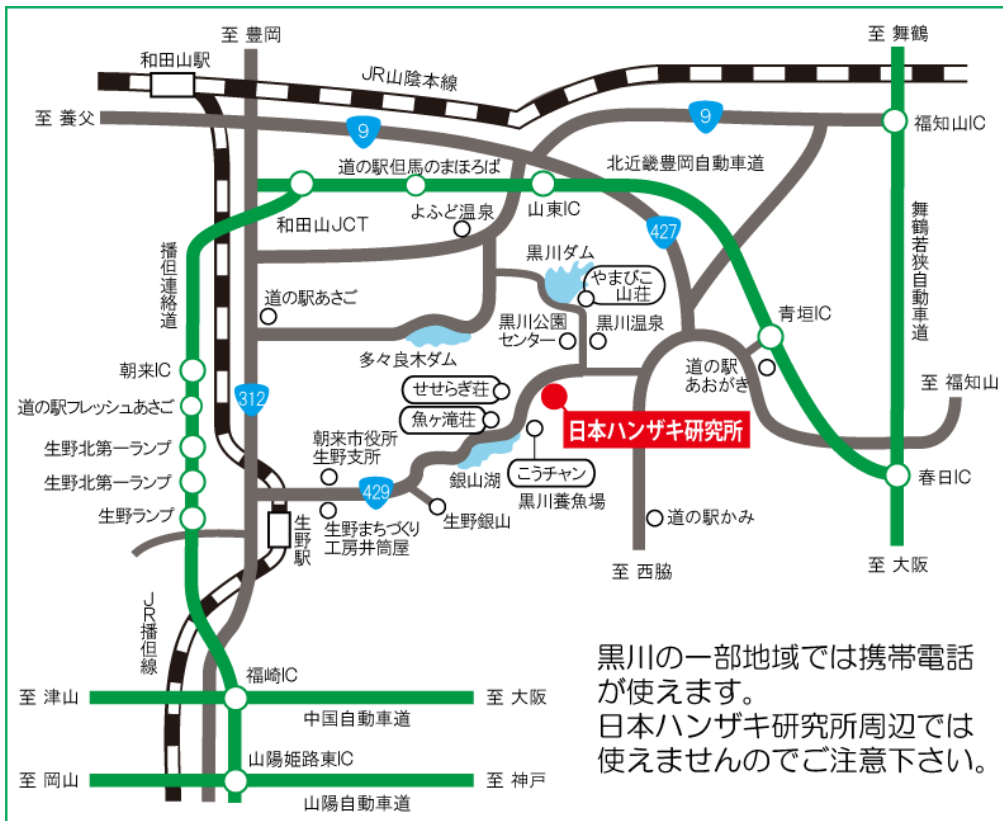 至 豊岡
至 舞鶴
和田山駅
JR山陰本線
至 養父
9
9
福知山IC
北近畿豊岡自動車道
道の駅但馬のまほろば
山東IC
和田山JCT
よふど温泉
427
舞鶴若狭自動車道
播但連絡道
黒川ダム
やまびこ
山荘
道の駅あさご
黒川公園
センター
黒川温泉
青垣IC
多々良木ダム
道の駅
あおがき
朝来IC
至 福知山
せせらぎ荘
312
道の駅フレッシュあさご
魚ヶ滝荘
日本ハンザキ研究所
生野北第一ランプ
朝来市役所
生野支所
銀山湖
こうチャン
春日IC
生野北第一ランプ
429
黒川養魚場
生野ランプ
生野銀山
道の駅かみ
生野まちづくり
工房井筒屋
生野駅
至 西脇
至 大阪
JR播但線
福崎IC
至 津山
至 大阪
中国自動車道
山陽姫路東IC
至 岡山
至 神戸
山陽自動車道
黒川の一部地域では携帯電話
が使えます。
日本ハンザキ研究所周辺では
使えませんのでご注意下さい。